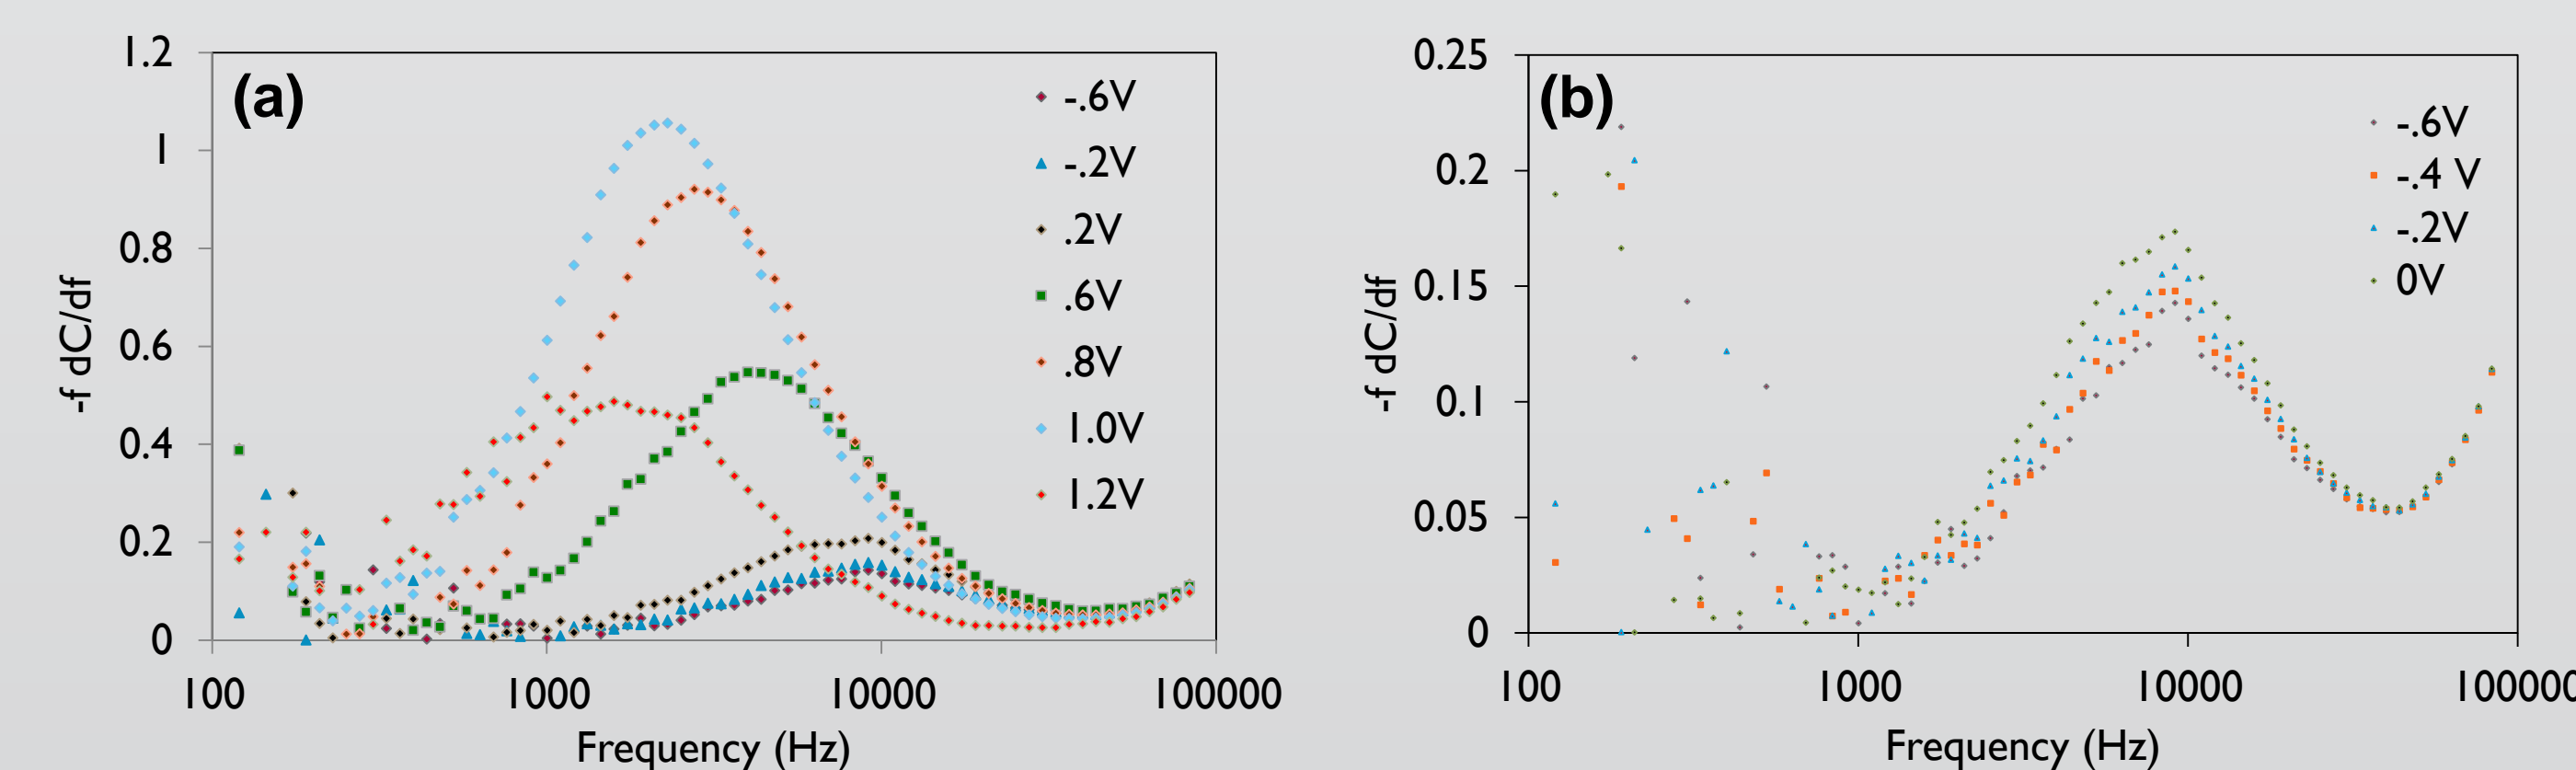 (a)
1.2
1
0.8
0.6
0.4
0.2
0
-f dC/df
100 1000 10000 100000
Frequency (Hz)
-.6V
-.2V
.2V
.6V
.8V
1.0V
1.2V
(b)
0.25
0.2
0.15
0.1
0.05
0
-f dC/df
100 1000 10000 100000
Frequency (Hz)
-.6V
-.4 V
-.2V
0V